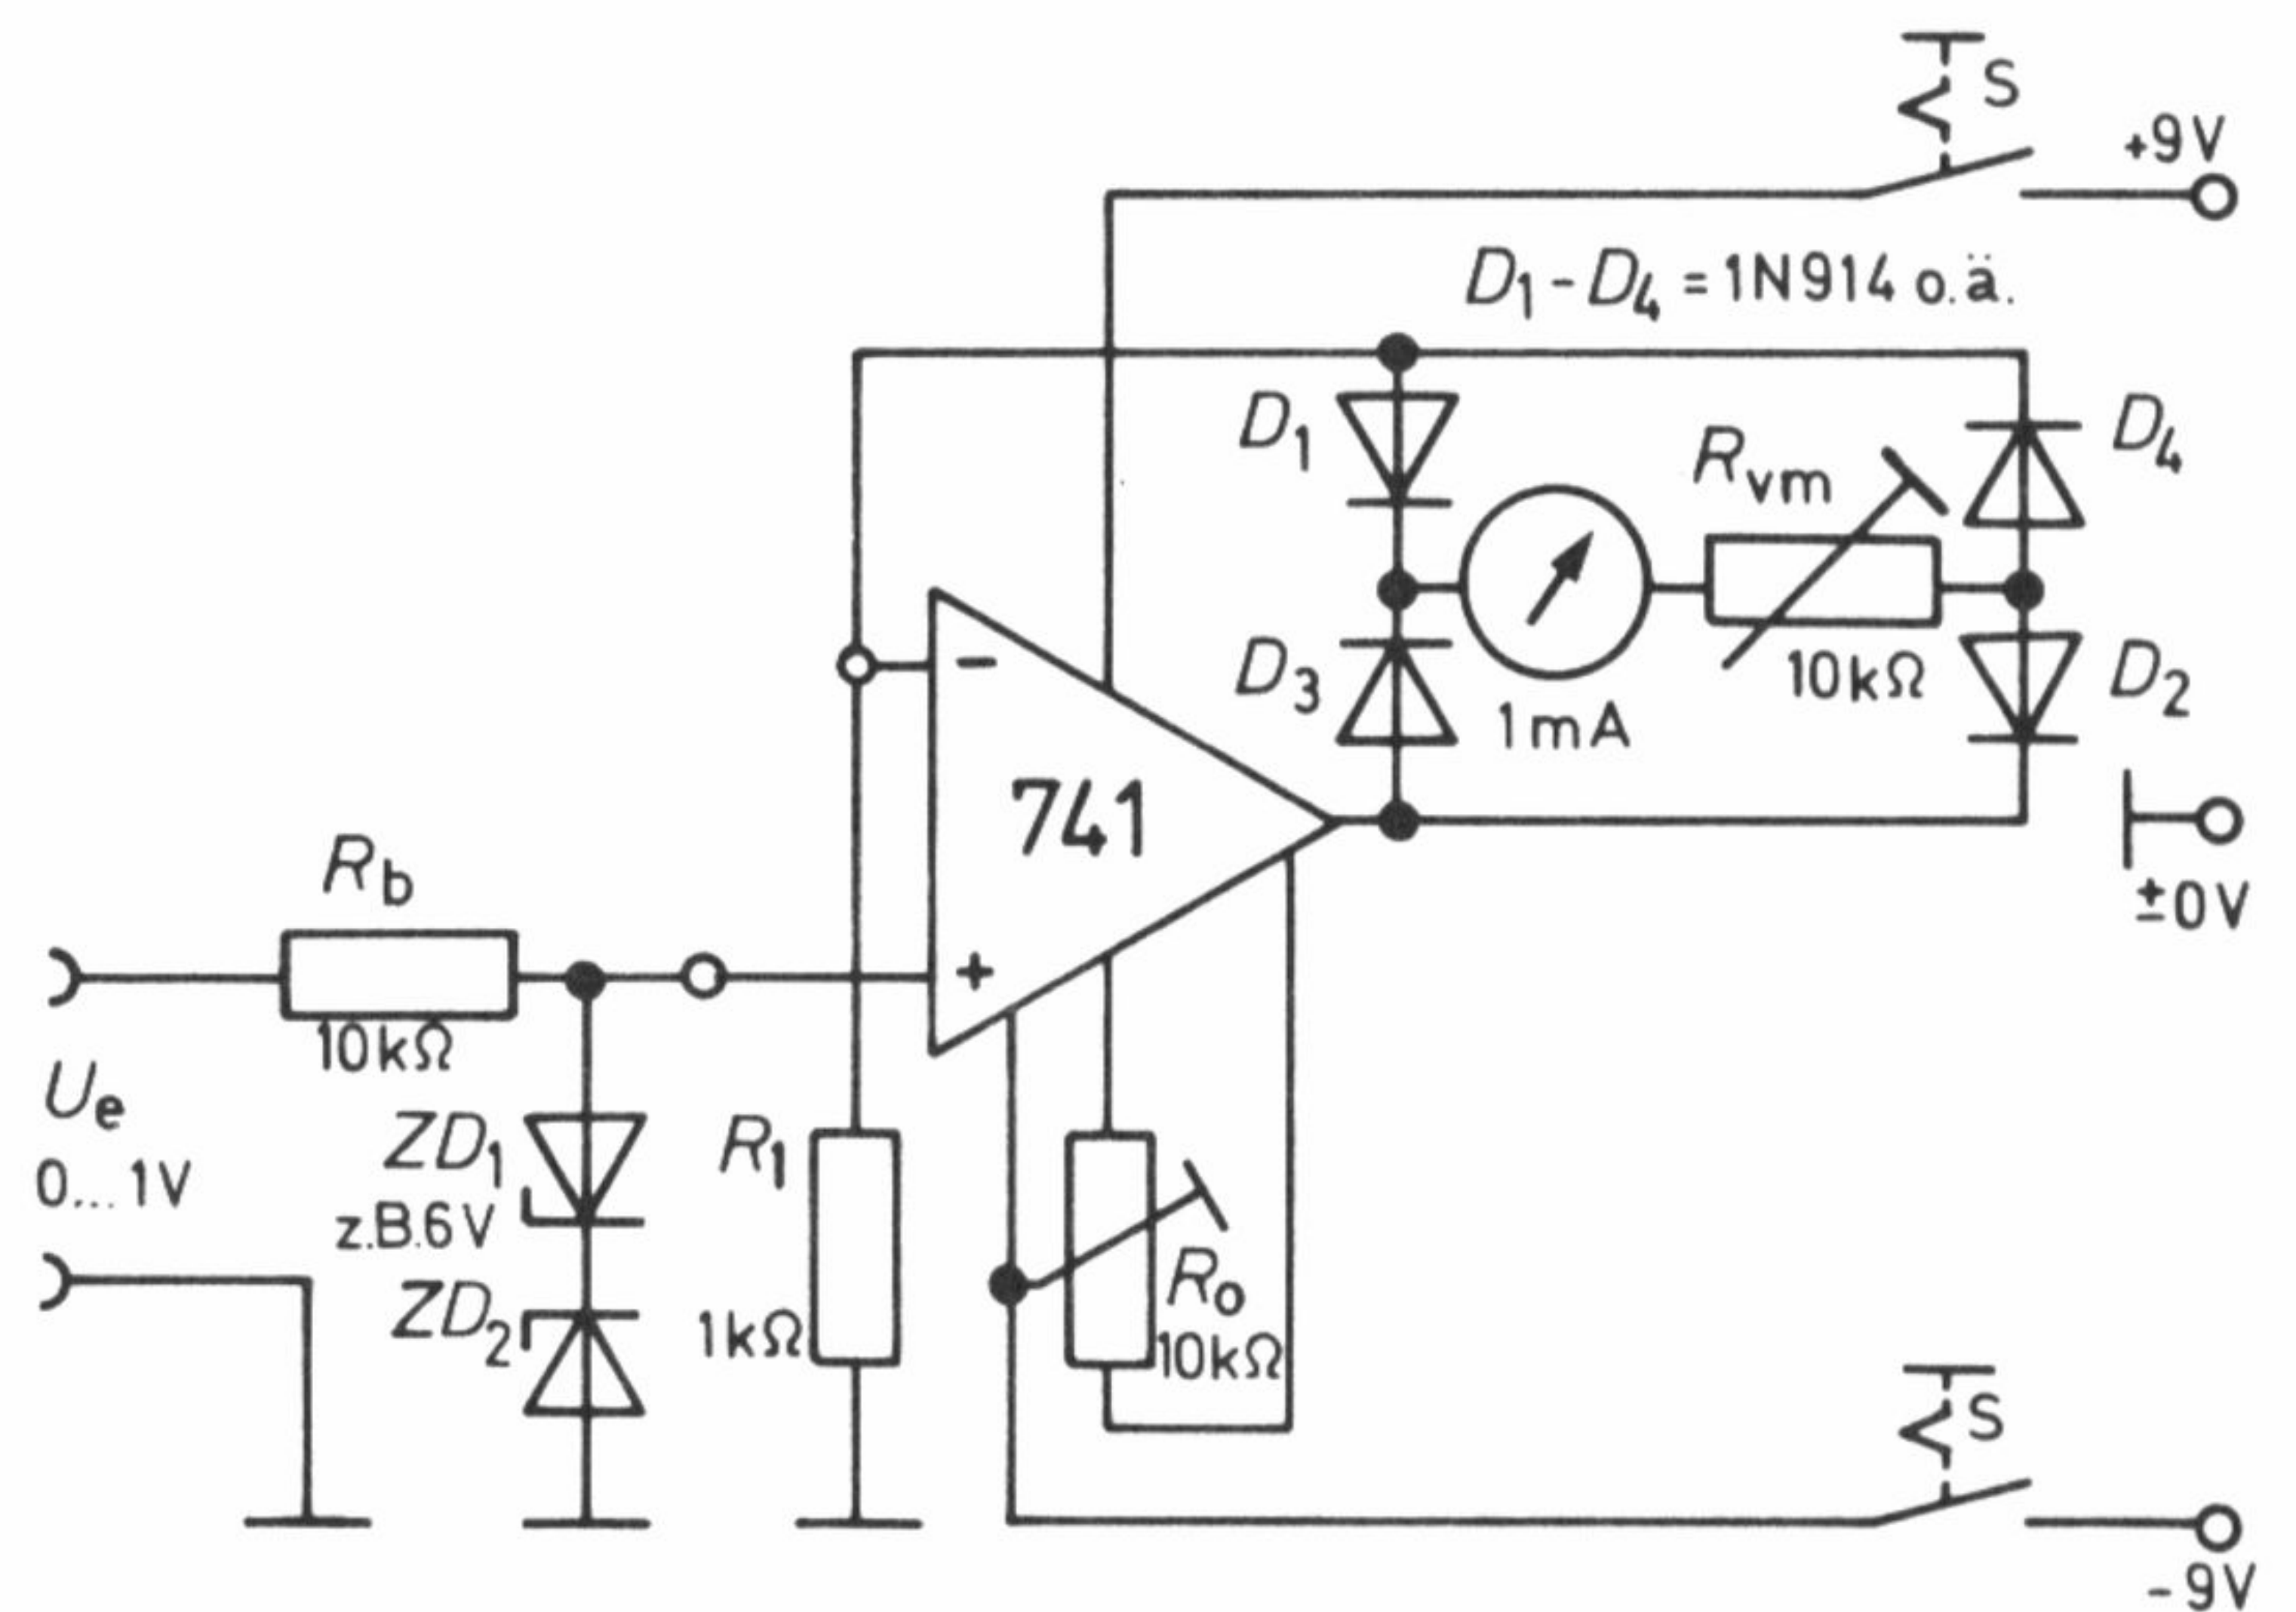 S
+9V
D1-D4 = 1N914 o.ä.
D1
Rvm
D4
10kΩ
D3
1mA
D2
−
741
+
±0V
Rb
10kΩ
Ue
0...1V
ZD1
z.B.6V
ZD2
R1
1kΩ
Ro
10kΩ
S
-9V